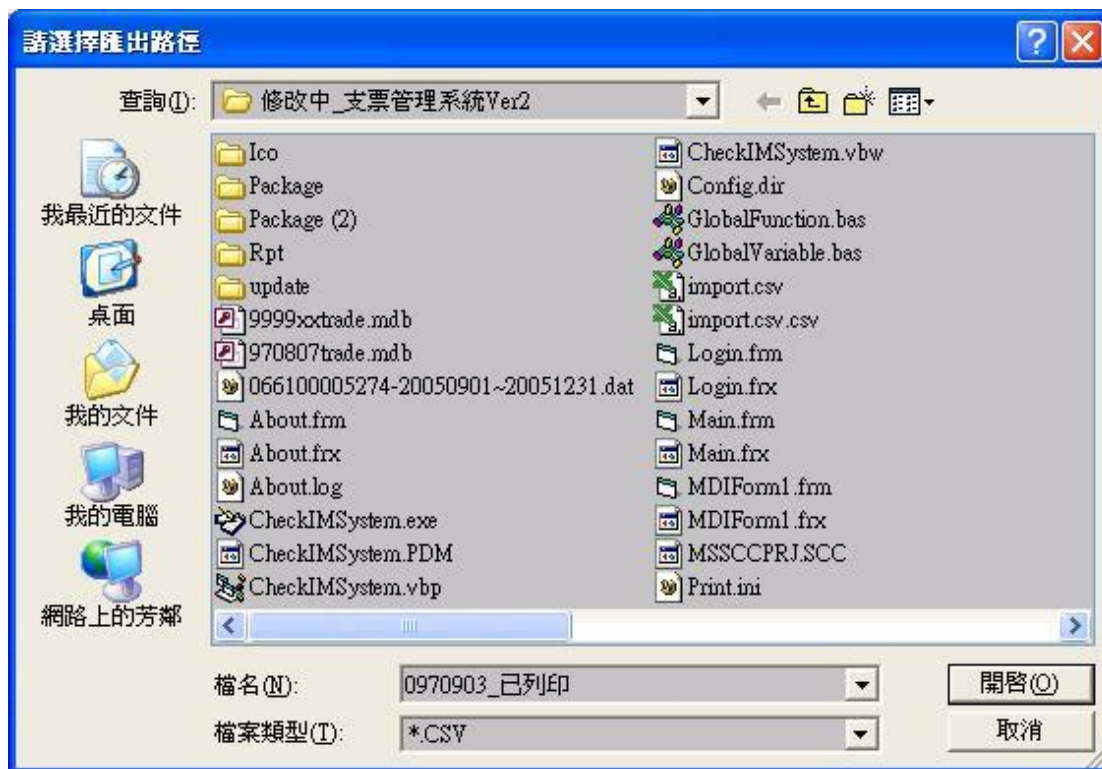 請選擇匯出路徑
查詢(I):
修改中_支票管理系統Ver2
我最近的文件
桌面
我的文件
我的電腦
網路上的芳鄰
Ico
Package
Package (2)
Rpt
update
9999xxtrade.mdb
970807trade.mdb
066100005274-20050901~20051231.dat
About.frm
About.frx
About.log
CheckIMSystem.exe
CheckIMSystem.PDM
CheckIMSystem.vbp
CheckIMSystem.vbw
Config.dir
GlobalFunction.bas
GlobalVariable.bas
import.csv
import.csv.csv
Login.frm
Login.frx
Main.frm
Main.frx
MDIForm1.frm
MDIForm1.frx
MSSCCPRJ.SCC
Print.ini
檔名(N):
0970903_已列印
開啓(O)
檔案類型(T):
*.CSV
取消